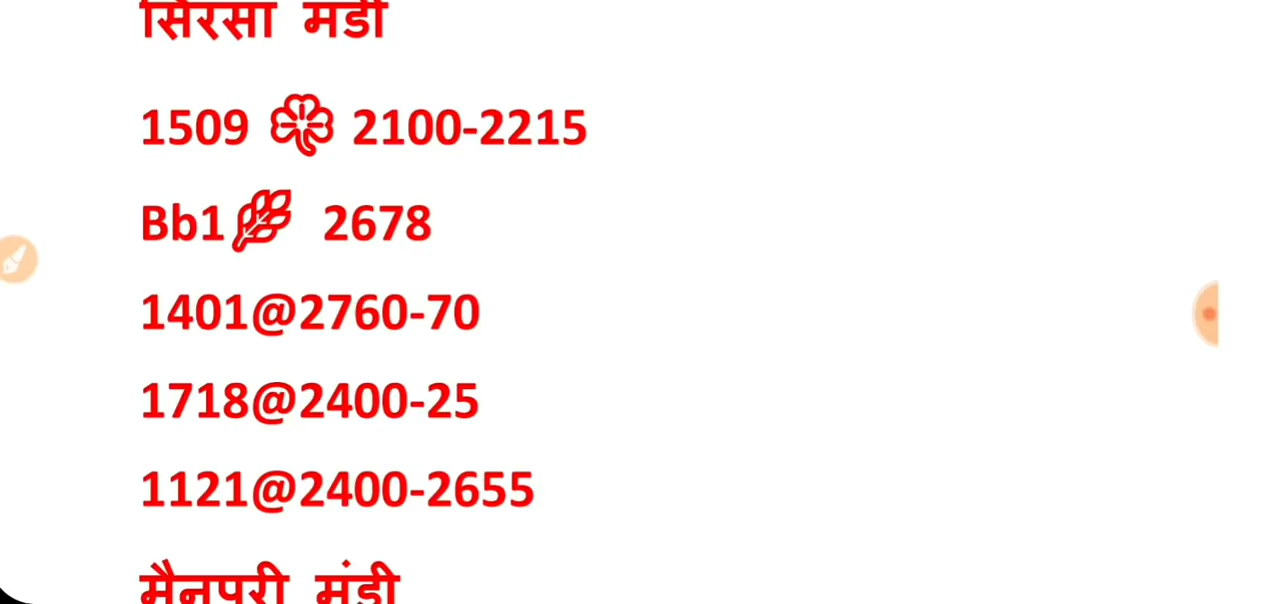 सिरसा मंडी
1509 ☘ 2100-2215
Bb1🌿 2678
1401@2760-70
1718@2400-25
1121@2400-2655
मैनपुरी मंडी